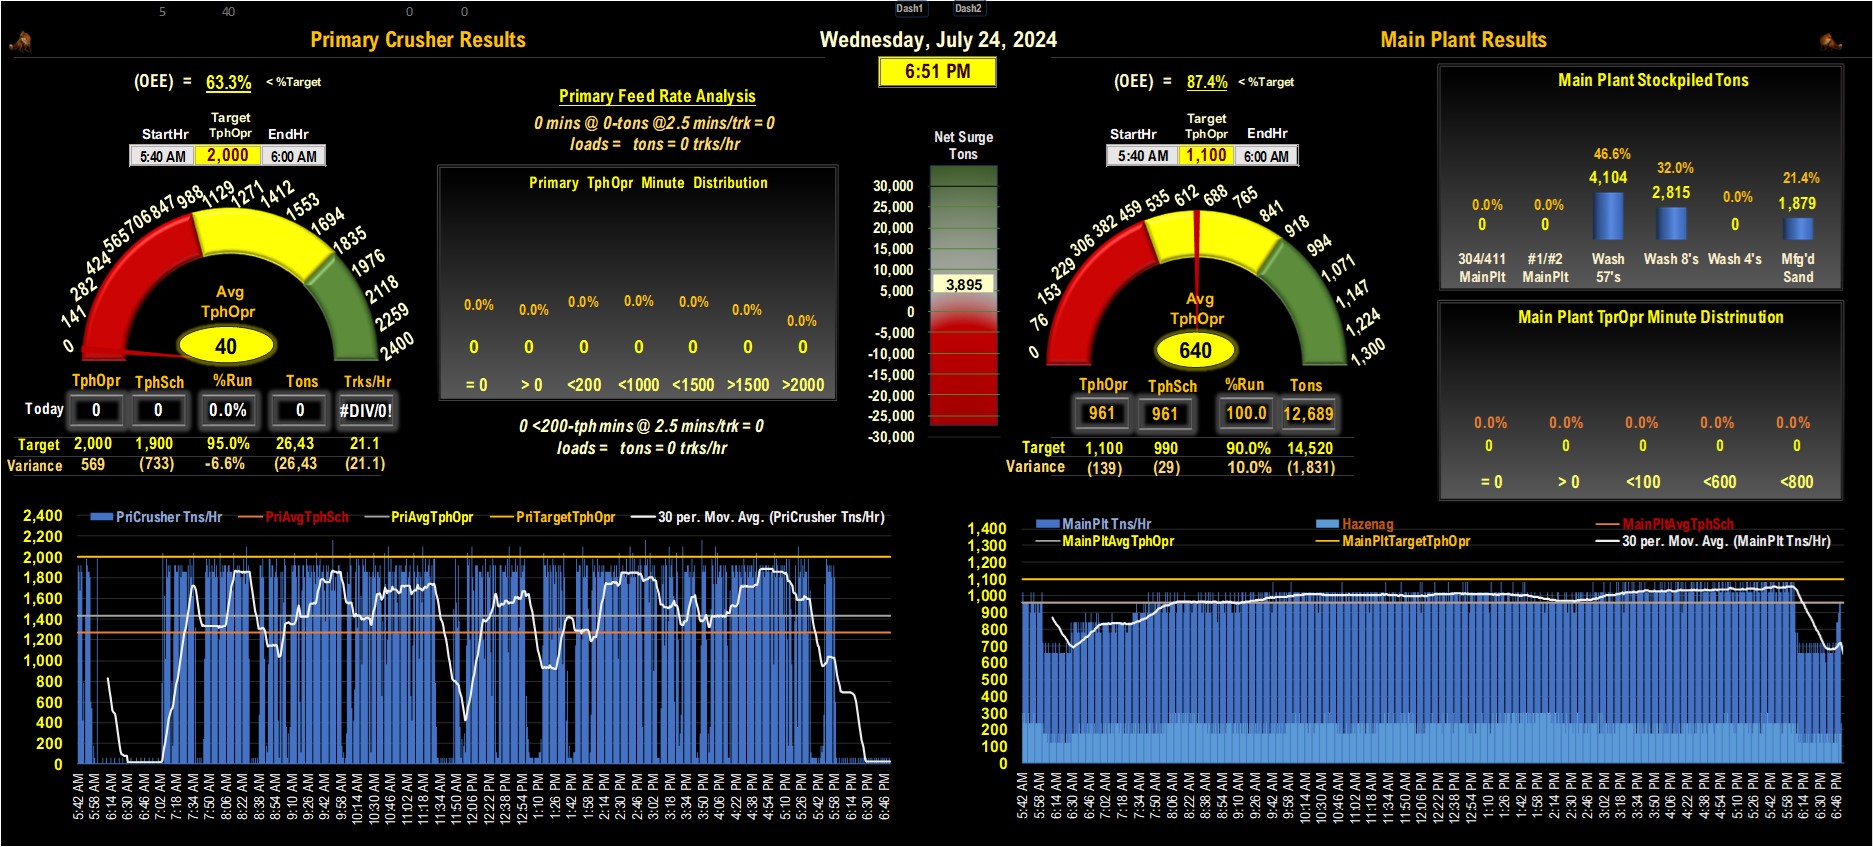 5 40 0 0 Dash1 Dash2
Primary Crusher Results
Wednesday, July 24, 2024
Main Plant Results
6:51 PM
(OEE) = 63.3% < %Target
Target
StartHr TphOpr EndHr
5:40 AM 2,000 6:00 AM
0 141 282 424 565 706 847 988 1129 1271 1412 1553 1694 1835 1976 2118 2259 2400
Avg
TphOpr
40
TphOpr TphSch %Run Tons Trks/Hr
Today 0 0 0.0% 0 #DIV/0!
Target 2,000 1,900 95.0% 26,43 21.1
Variance 569 (733) -6.6% (26,43 (21.1)
Primary Feed Rate Analysis
0 mins @ 0-tons @2.5 mins/trk = 0
loads = tons = 0 trks/hr
Primary TphOpr Minute Distribution
0.0% 0.0% 0.0% 0.0% 0.0% 0.0% 0.0%
0 0 0 0 0 0 0
= 0 > 0 <200 <1000 <1500 >1500 >2000
0 <200-tph mins @ 2.5 mins/trk = 0
loads = tons = 0 trks/hr
Net Surge
Tons
30,000
25,000
20,000
15,000
10,000
3,895
5,000
0
-5,000
-10,000
-15,000
-20,000
-25,000
-30,000
(OEE) = 87.4% < %Target
Target
StartHr TphOpr EndHr
5:40 AM 1,100 6:00 AM
0 76 153 229 306 382 459 535 612 688 765 841 918 994 1,071 1,147 1,224 1,300
Avg
TphOpr
640
TphOpr TphSch %Run Tons
961 961 100.0 12,689
Target 1,100 990 90.0% 14,520
Variance (139) (29) 10.0% (1,831)
Main Plant Stockpiled Tons
0.0% 0.0% 46.6% 32.0% 0.0% 21.4%
0 0 4,104 2,815 0 1,879
304/411 #1/#2 Wash Wash 8's Wash 4's Mfg'd
MainPlt MainPlt 57's Sand
Main Plant TprOpr Minute Distrinution
0.0% 0.0% 0.0% 0.0% 0.0%
0 0 0 0 0
= 0 > 0 <100 <600 <800
PriCrusher Tns/Hr PriAvgTphSch PriAvgTphOpr PriTargetTphOpr 30 per. Mov. Avg. (PriCrusher Tns/Hr)
2,400
2,200
2,000
1,800
1,600
1,400
1,200
1,000
800
600
400
200
0
5:42 AM 5:58 AM 6:14 AM 6:30 AM 6:46 AM 7:02 AM 7:18 AM 7:34 AM 7:50 AM 8:06 AM 8:22 AM 8:38 AM 8:54 AM 9:10 AM 9:26 AM 9:42 AM 9:58 AM 10:14 AM 10:30 AM 10:46 AM 11:02 AM 11:18 AM 11:34 AM 11:50 AM 12:06 PM 12:22 PM 12:38 PM 12:54 PM 1:10 PM 1:26 PM 1:42 PM 1:58 PM 2:14 PM 2:30 PM 2:46 PM 3:02 PM 3:18 PM 3:34 PM 3:50 PM 4:06 PM 4:22 PM 4:38 PM 4:54 PM 5:10 PM 5:26 PM 5:42 PM 5:58 PM 6:14 PM 6:30 PM 6:46 PM
MainPlt Tns/Hr Hazenag MainPltAvgTphSch
MainPltAvgTphOpr MainPltTargetTphOpr 30 per. Mov. Avg. (MainPlt Tns/Hr)
1,400
1,300
1,200
1,100
1,000
900
800
700
600
500
400
300
200
100
0
5:42 AM 5:58 AM 6:14 AM 6:30 AM 6:46 AM 7:02 AM 7:18 AM 7:34 AM 7:50 AM 8:06 AM 8:22 AM 8:38 AM 8:54 AM 9:10 AM 9:26 AM 9:42 AM 9:58 AM 10:14 AM 10:30 AM 10:46 AM 11:02 AM 11:18 AM 11:34 AM 11:50 AM 12:06 PM 12:22 PM 12:38 PM 12:54 PM 1:10 PM 1:26 PM 1:42 PM 1:58 PM 2:14 PM 2:30 PM 2:46 PM 3:02 PM 3:18 PM 3:34 PM 3:50 PM 4:06 PM 4:22 PM 4:38 PM 4:54 PM 5:10 PM 5:26 PM 5:42 PM 5:58 PM 6:14 PM 6:30 PM 6:46 PM